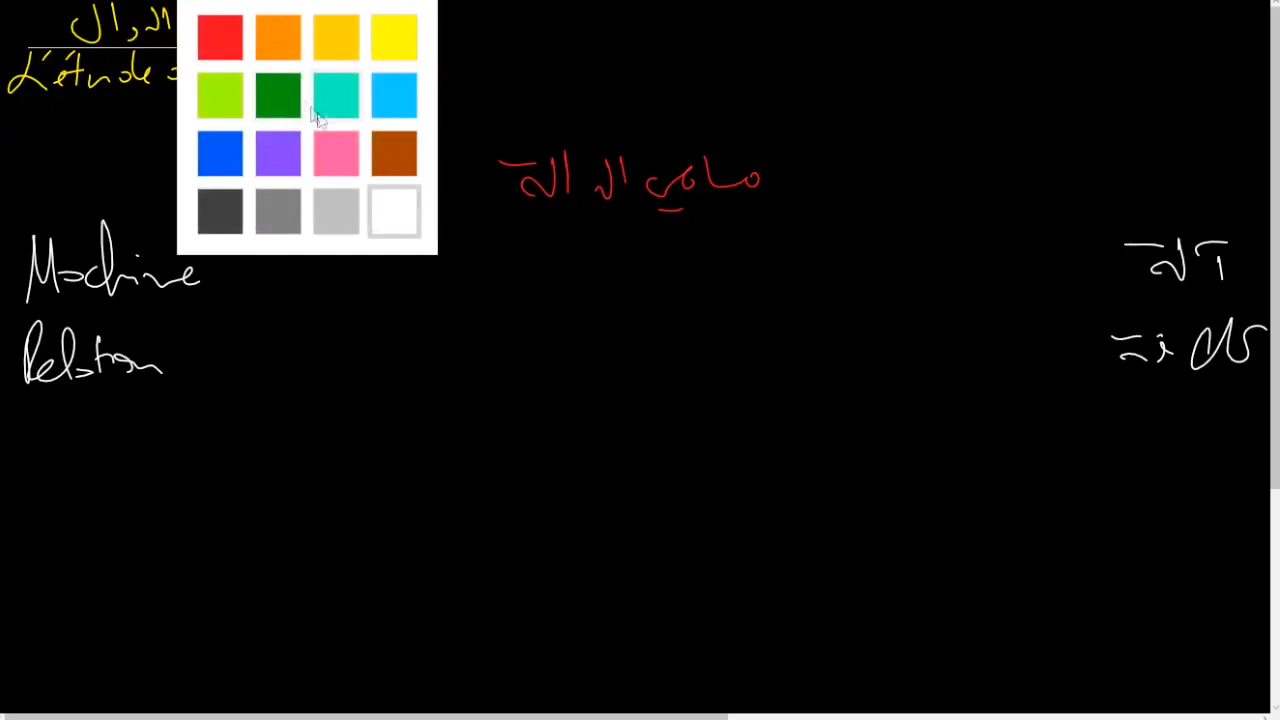 الدوال
L'étude
ماهي الدالة
Machine
آلة
Relation
علاقة